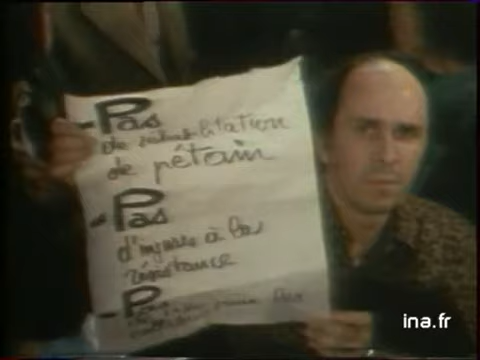 - Pas
de réhabilitation
de pétain
- Pas
d'injure à la
résistance
- P
ina.fr